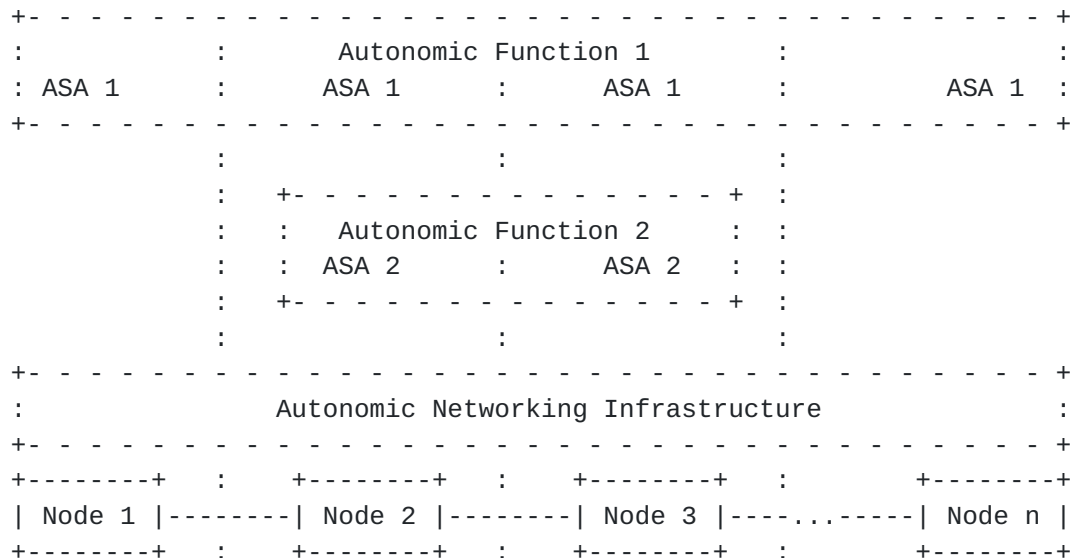 Autonomic Function 1
ASA 1 ASA 1 ASA 1 ASA 1
Autonomic Function 2
ASA 2 ASA 2
Autonomic Networking Infrastructure
Node 1 Node 2 Node 3 ... Node n